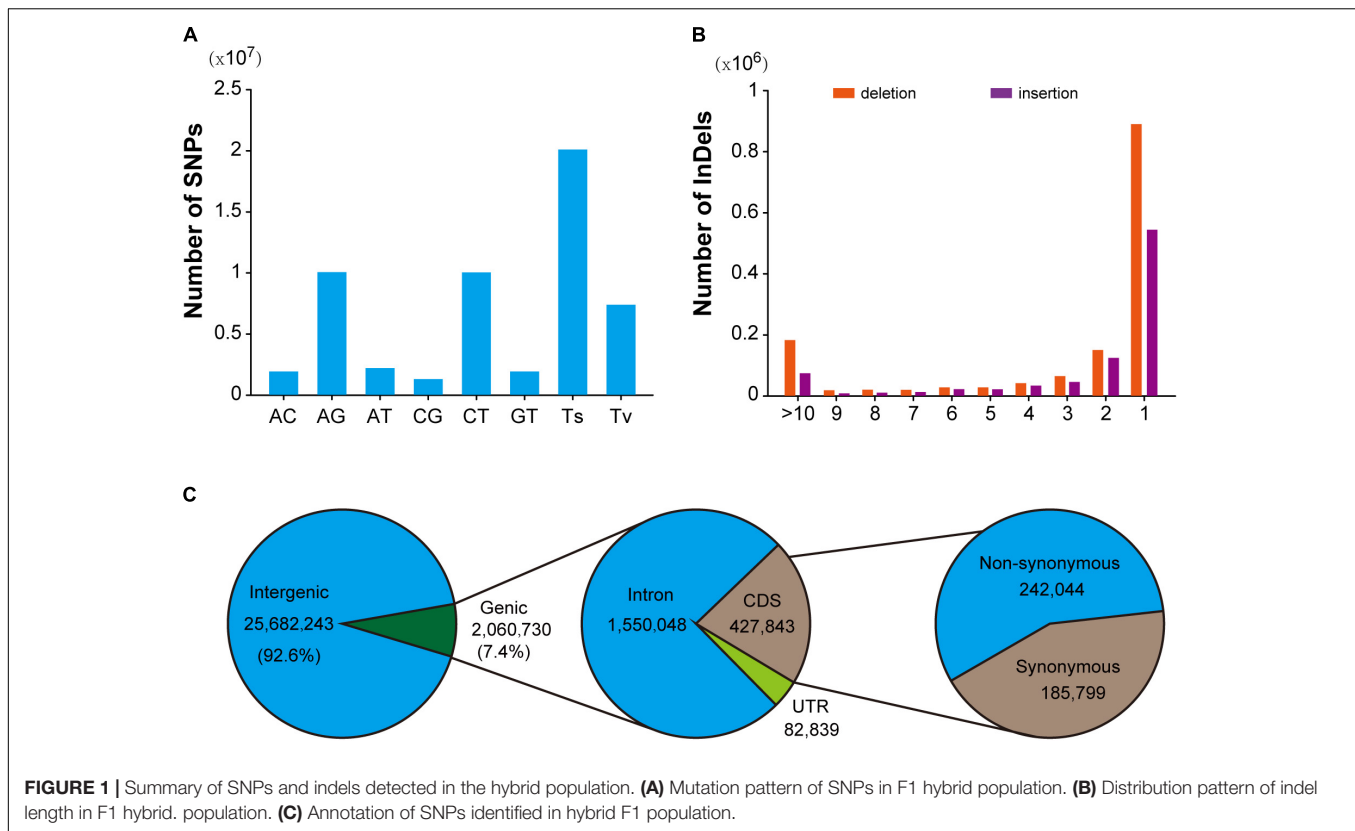 A
(x10⁷)
Number of SNPs
2.5
2
1.5
1
0.5
0
AC AG AT CG CT GT Ts Tv
B
(x10⁶)
deletion insertion
Number of InDels
1
0.8
0.6
0.4
0.2
0
>10 9 8 7 6 5 4 3 2 1
C
Intergenic
25,682,243
(92.6%)
Genic
2,060,730
(7.4%)
Intron
1,550,048
CDS
427,843
UTR
82,839
Non-synonymous
242,044
Synonymous
185,799
FIGURE 1 | Summary of SNPs and indels detected in the hybrid population. (A) Mutation pattern of SNPs in F1 hybrid population. (B) Distribution pattern of indel
length in F1 hybrid. population. (C) Annotation of SNPs identified in hybrid F1 population.